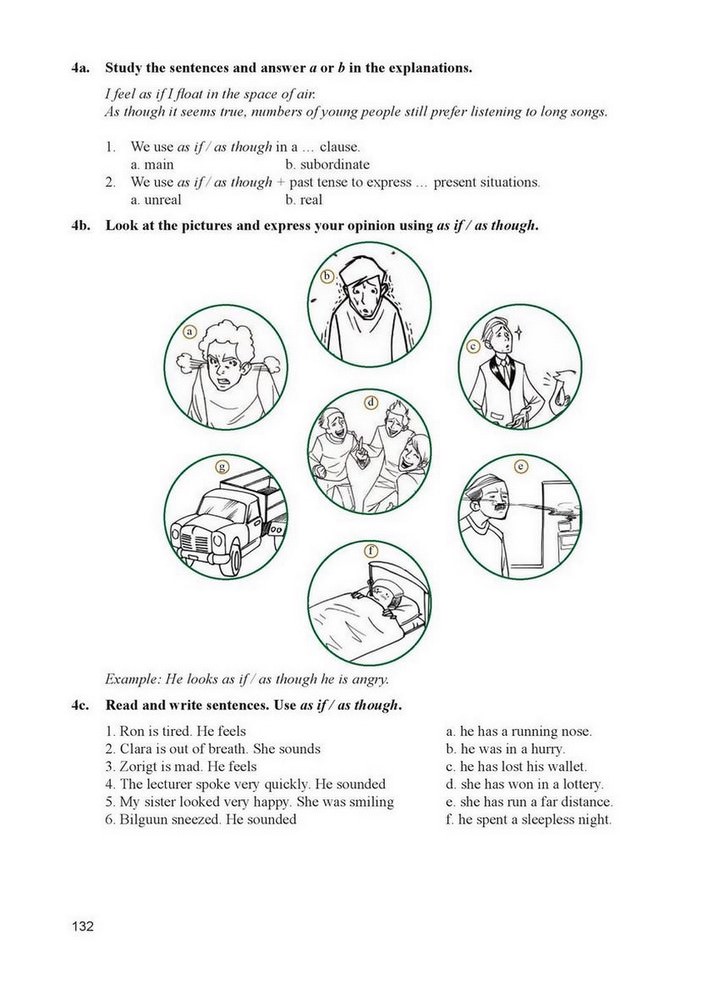 4a. Study the sentences and answer a or b in the explanations.
I feel as if I float in the space of air.
As though it seems true, numbers of young people still prefer listening to long songs.
1. We use as if / as though in a … clause.
a. main b. subordinate
2. We use as if / as though + past tense to express … present situations.
a. unreal b. real
4b. Look at the pictures and express your opinion using as if / as though.
b
a
c
d
g
e
f
Example: He looks as if / as though he is angry.
4c. Read and write sentences. Use as if / as though.
1. Ron is tired. He feels a. he has a running nose.
2. Clara is out of breath. She sounds b. he was in a hurry.
3. Zorigt is mad. He feels c. he has lost his wallet.
4. The lecturer spoke very quickly. He sounded d. she has won in a lottery.
5. My sister looked very happy. She was smiling e. she has run a far distance.
6. Bilguun sneezed. He sounded f. he spent a sleepless night.
132